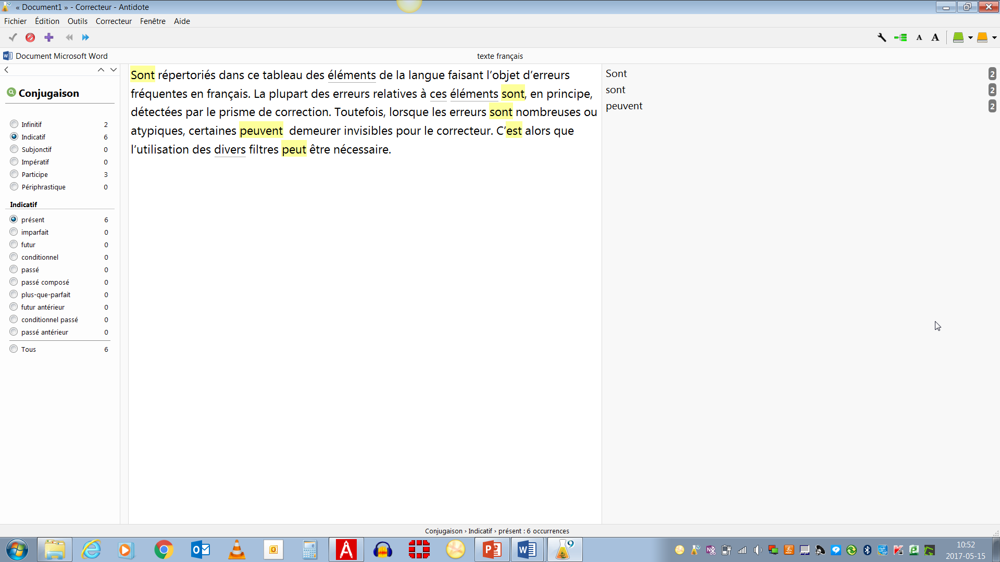 « Document1 » - Correcteur - Antidote
Fichier Édition Outils Correcteur Fenêtre Aide
A A
Document Microsoft Word
texte français
Conjugaison
Infinitif 2
Indicatif 6
Subjonctif 0
Impératif 0
Participe 3
Périphrastique 0
Indicatif
présent 6
imparfait 0
futur 0
conditionnel 0
passé 0
passé composé 0
plus-que-parfait 0
futur antérieur 0
conditionnel passé 0
passé antérieur 0
Tous 6
Sont répertoriés dans ce tableau des éléments de la langue faisant l’objet d’erreurs
fréquentes en français. La plupart des erreurs relatives à ces éléments sont, en principe,
détectées par le prisme de correction. Toutefois, lorsque les erreurs sont nombreuses ou
atypiques, certaines peuvent  demeurer invisibles pour le correcteur. C’est alors que
l’utilisation des divers filtres peut être nécessaire.
Sont 2
sont 2
peuvent 2
Conjugaison › Indicatif › présent : 6 occurrences
10:52
2017-05-15